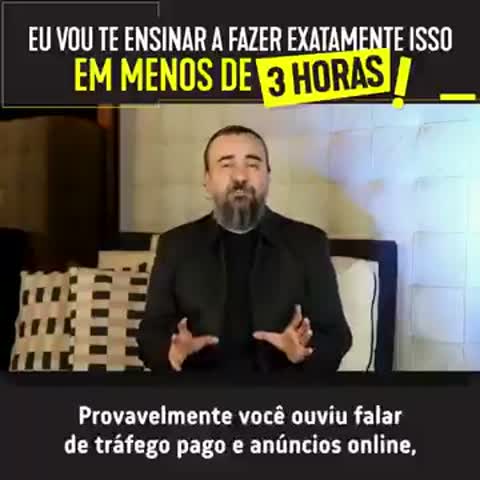 EU VOU TE ENSINAR A FAZER EXATAMENTE ISSO
EM MENOS DE 3 HORAS!
Provavelmente você ouviu falar
de tráfego pago e anúncios online,